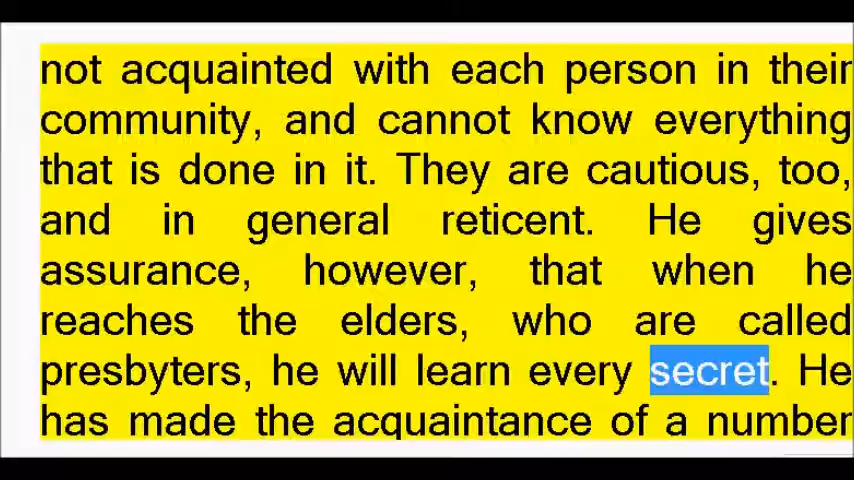 not acquainted with each person in their
community, and cannot know everything
that is done in it. They are cautious, too,
and in general reticent. He gives
assurance, however, that when he
reaches the elders, who are called
presbyters, he will learn every secret. He
has made the acquaintance of a number